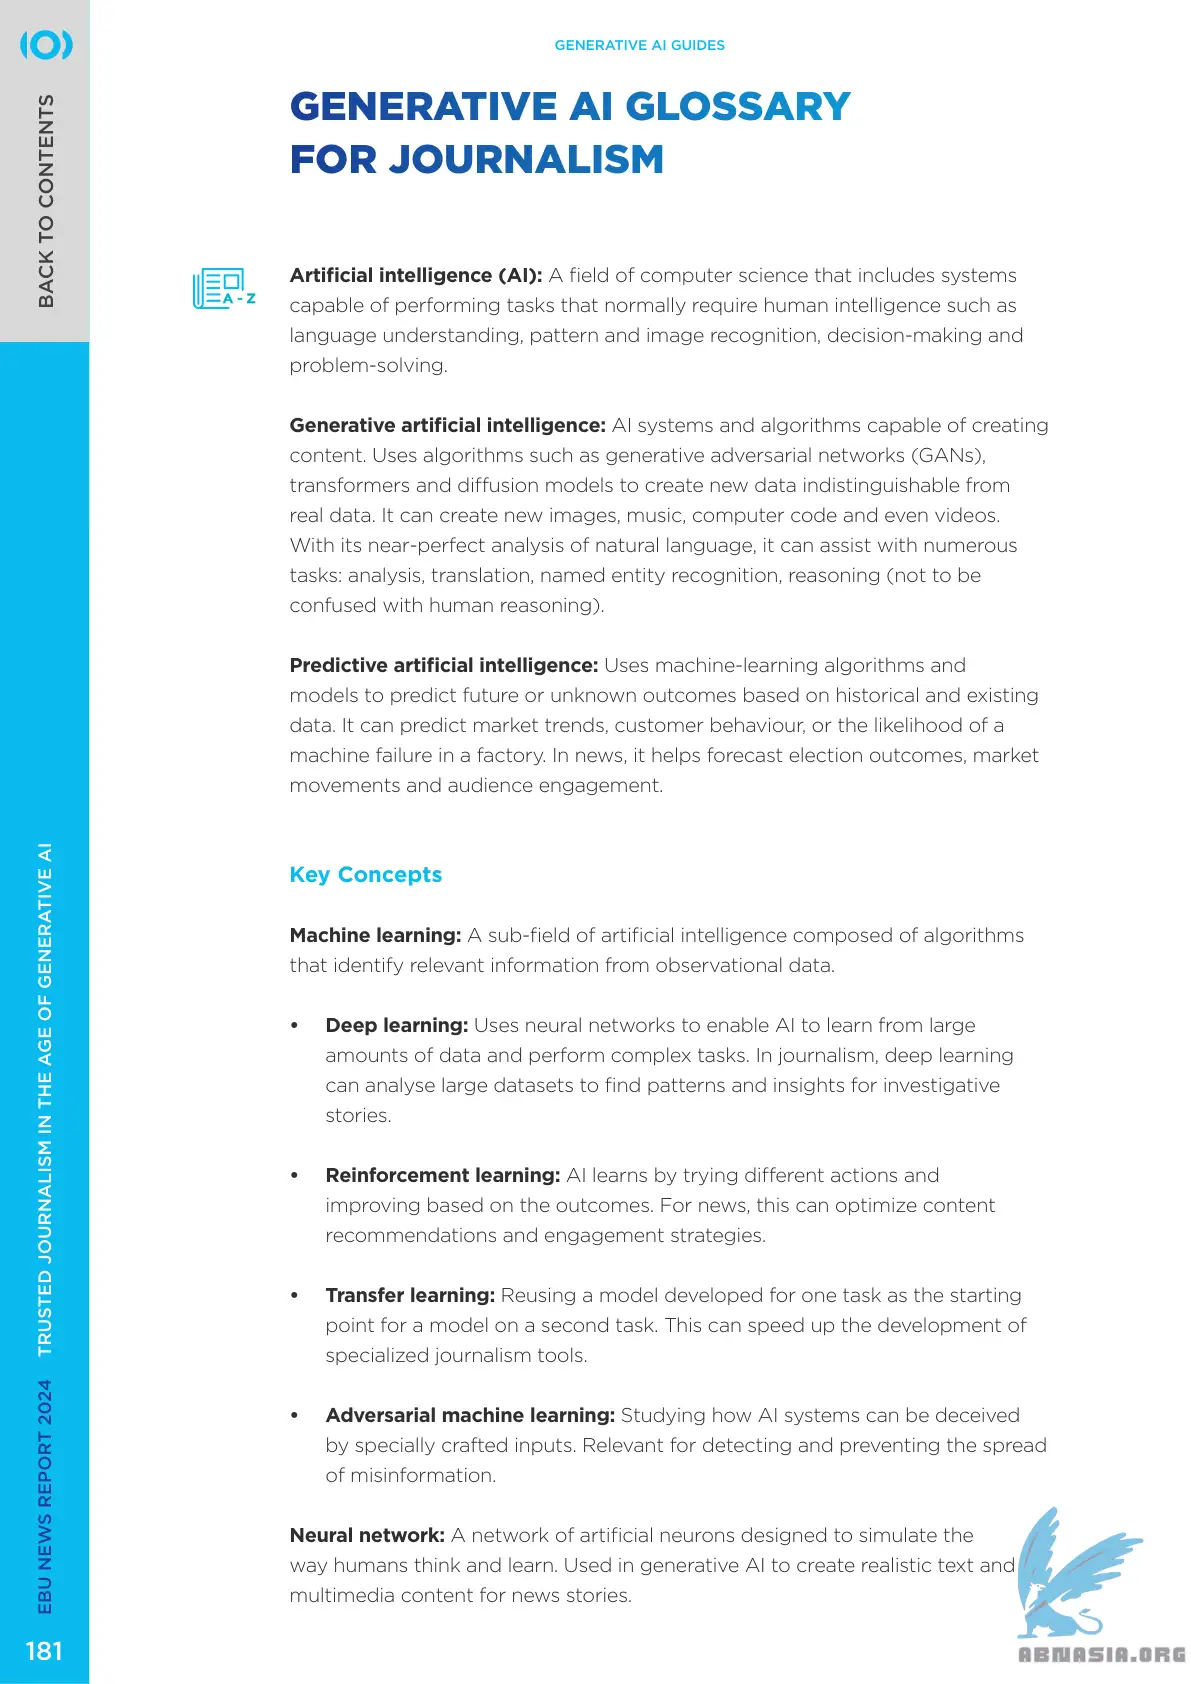 GENERATIVE AI GUIDES
GENERATIVE AI GLOSSARY
FOR JOURNALISM
A - Z
Artificial intelligence (AI): A field of computer science that includes systems
capable of performing tasks that normally require human intelligence such as
language understanding, pattern and image recognition, decision-making and
problem-solving.
Generative artificial intelligence: AI systems and algorithms capable of creating
content. Uses algorithms such as generative adversarial networks (GANs),
transformers and diffusion models to create new data indistinguishable from
real data. It can create new images, music, computer code and even videos.
With its near-perfect analysis of natural language, it can assist with numerous
tasks: analysis, translation, named entity recognition, reasoning (not to be
confused with human reasoning).
Predictive artificial intelligence: Uses machine-learning algorithms and
models to predict future or unknown outcomes based on historical and existing
data. It can predict market trends, customer behaviour, or the likelihood of a
machine failure in a factory. In news, it helps forecast election outcomes, market
movements and audience engagement.
Key Concepts
Machine learning: A sub-field of artificial intelligence composed of algorithms
that identify relevant information from observational data.
• Deep learning: Uses neural networks to enable AI to learn from large
amounts of data and perform complex tasks. In journalism, deep learning
can analyse large datasets to find patterns and insights for investigative
stories.
• Reinforcement learning: AI learns by trying different actions and
improving based on the outcomes. For news, this can optimize content
recommendations and engagement strategies.
• Transfer learning: Reusing a model developed for one task as the starting
point for a model on a second task. This can speed up the development of
specialized journalism tools.
• Adversarial machine learning: Studying how AI systems can be deceived
by specially crafted inputs. Relevant for detecting and preventing the spread
of misinformation.
Neural network: A network of artificial neurons designed to simulate the
way humans think and learn. Used in generative AI to create realistic text and
multimedia content for news stories.
BACK TO CONTENTS
EBU NEWS REPORT 2024 TRUSTED JOURNALISM IN THE AGE OF GENERATIVE AI
181
ABNASIA.ORG